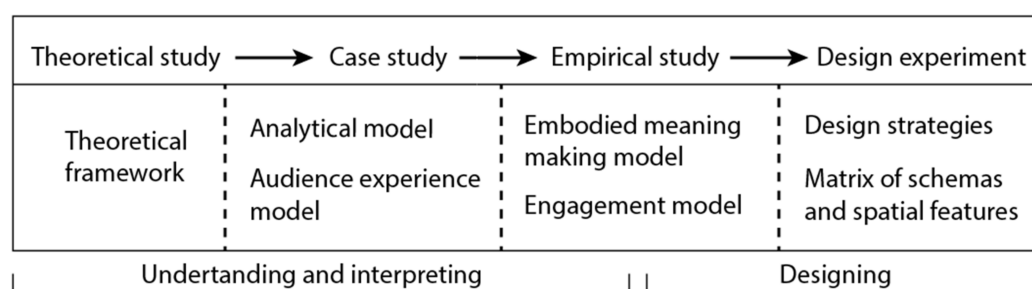 Theoretical study
Case study
Empirical study
Design experiment
Theoretical
framework
Analytical model
Audience experience
model
Embodied meaning
making model
Engagement model
Design strategies
Matrix of schemas
and spatial features
Undertanding and interpreting
Designing